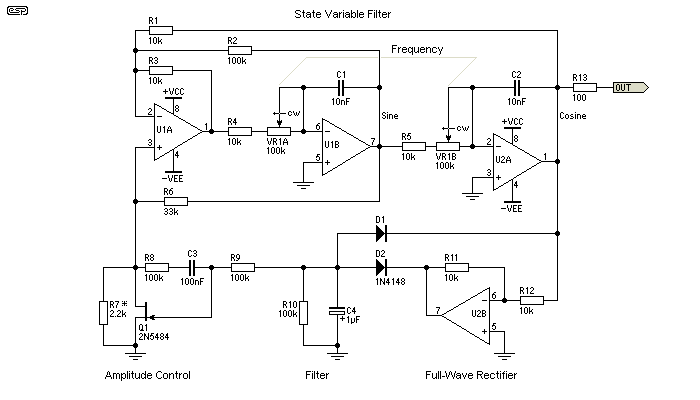 esp
State Variable Filter
R1
10k
R2
100k
Frequency
R3
10k
C1
10nF
C2
10nF
R13
100
OUT
+VCC
8
2
−
U1A
1
3
+
4
−VEE
R4
10k
cw
VR1A
100k
6
−
U1B
7
5
+
Sine
R5
10k
cw
VR1B
100k
Cosine
+VCC
8
2
−
U2A
1
3
+
4
−VEE
R6
33k
D1
R8
100k
C3
100nF
R9
100k
D2
1N4148
R11
10k
R7*
2.2k
Q1
2N5484
R10
100k
C4
+
1µF
7
6
−
U2B
5
+
R12
10k
Amplitude Control
Filter
Full-Wave Rectifier